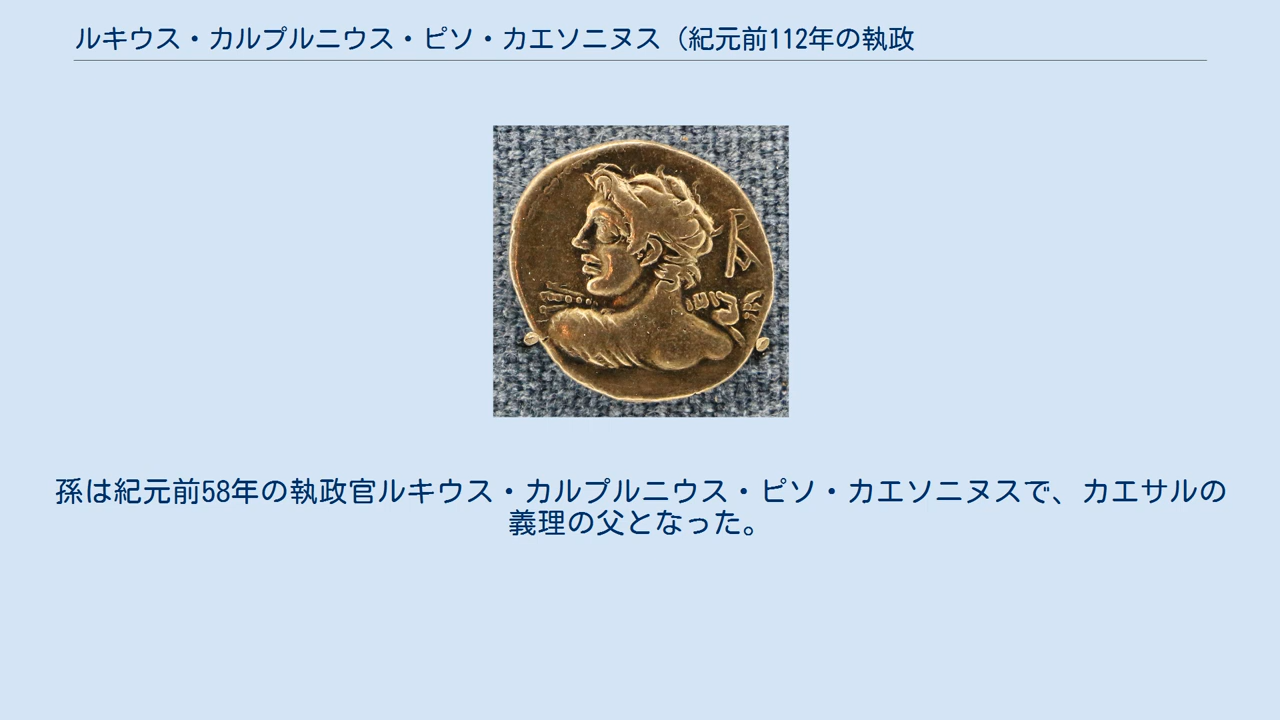 ルキウス・カルプルニウス・ピソ・カエソニヌス（紀元前112年の執政
孫は紀元前58年の執政官ルキウス・カルプルニウス・ピソ・カエソニヌスで、カエサルの
義理の父となった。